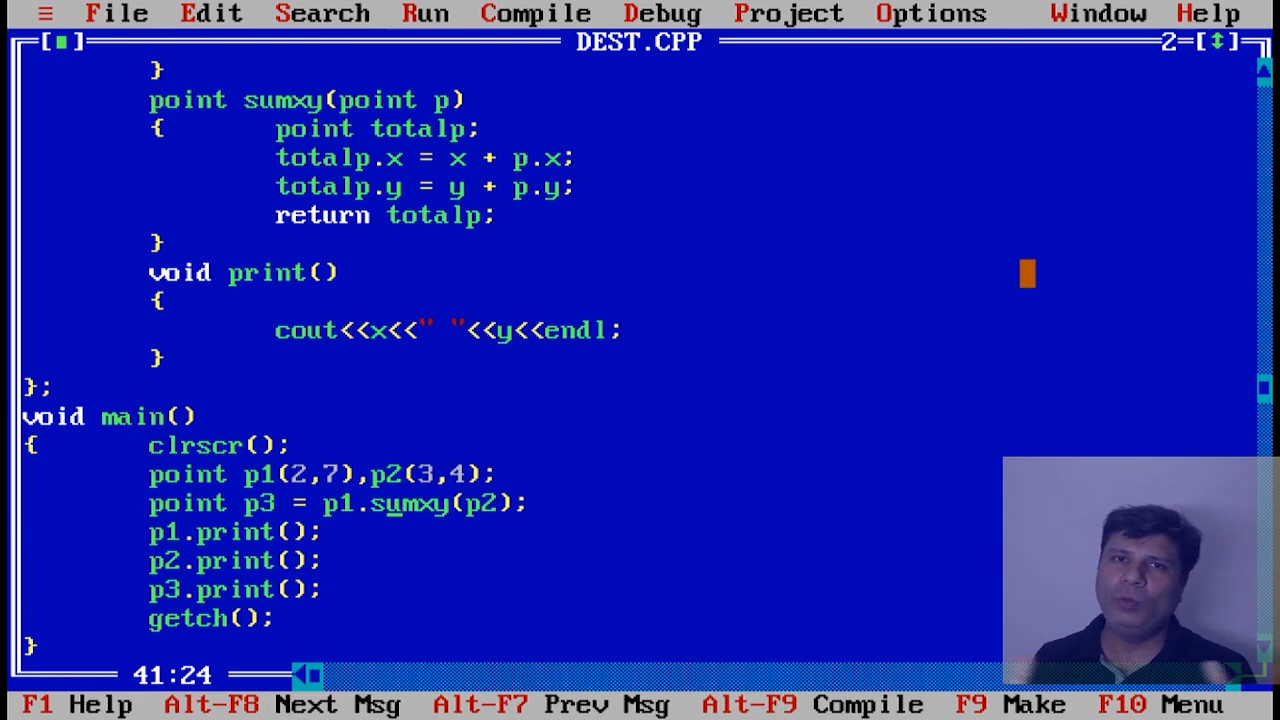 ≡ File Edit Search Run Compile Debug Project Options Window Help
[■] DEST.CPP 2=[↕]
}
point sumxy(point p)
{ point totalp;
totalp.x = x + p.x;
totalp.y = y + p.y;
return totalp;
}
void print()
{
cout<<x<<" "<<y<<endl;
}
};
void main()
{ clrscr();
point p1(2,7),p2(3,4);
point p3 = p1.sumxy(p2);
p1.print();
p2.print();
p3.print();
getch();
}
41:24
F1 Help Alt-F8 Next Msg Alt-F7 Prev Msg Alt-F9 Compile F9 Make F10 Menu